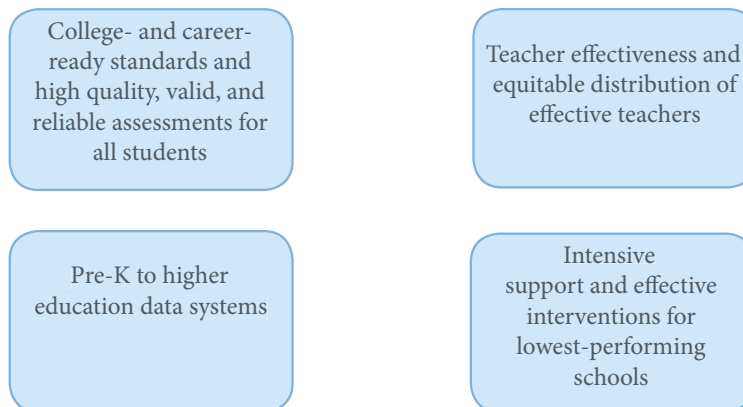 College- and career-
ready standards and
high quality, valid, and
reliable assessments for
all students
Teacher effectiveness and
equitable distribution of
effective teachers
Pre-K to higher
education data systems
Intensive
support and effective
interventions for
lowest-performing
schools